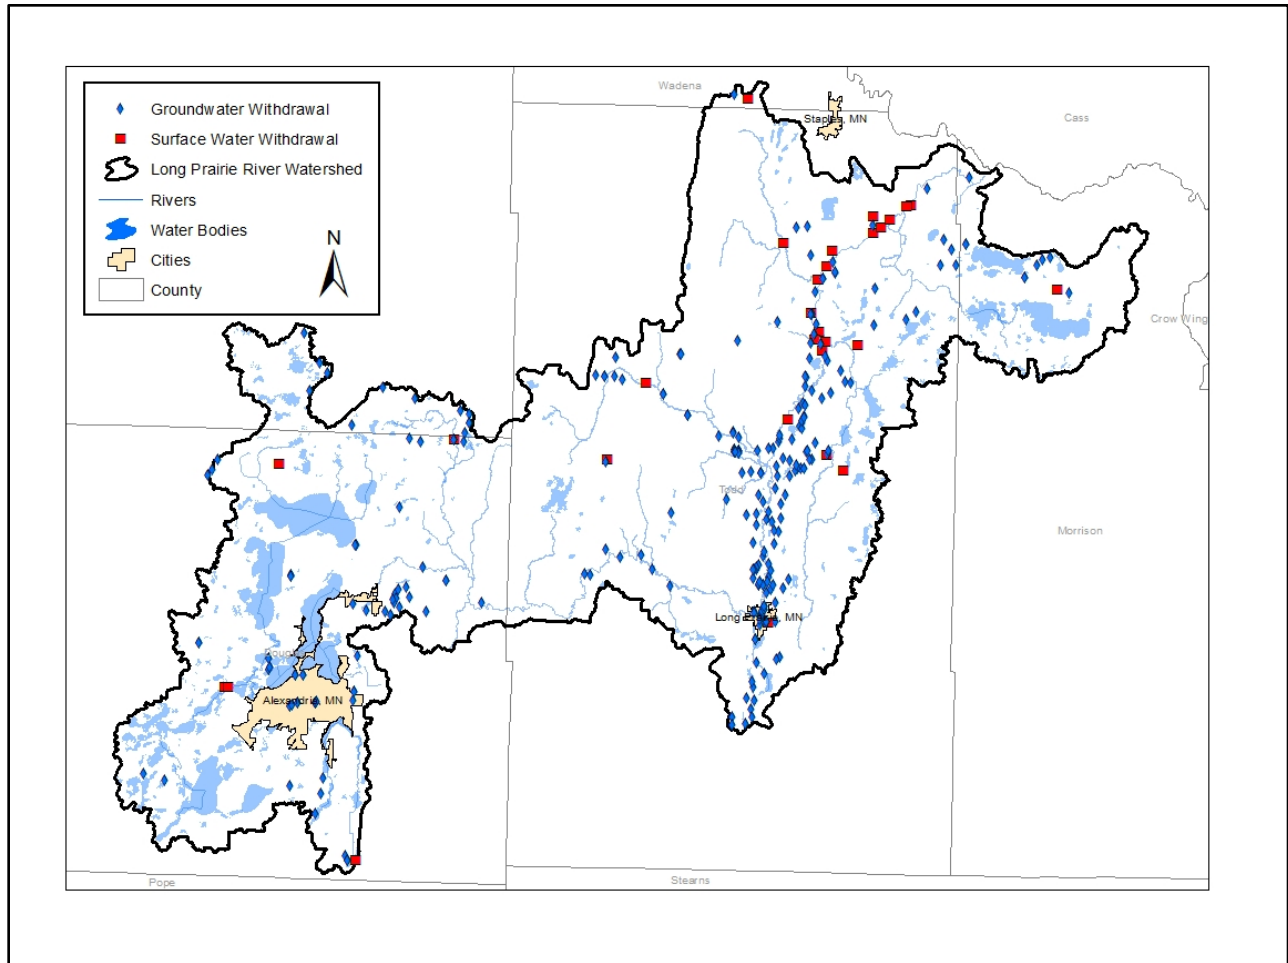 Groundwater Withdrawal
Surface Water Withdrawal
Long Prairie River Watershed
Rivers
Water Bodies
Cities
County
N
Wadena
Staples, MN
Cass
Crow Wing
Todd
Morrison
Long Prairie, MN
Douglas
Alexandria, MN
Pope
Stearns